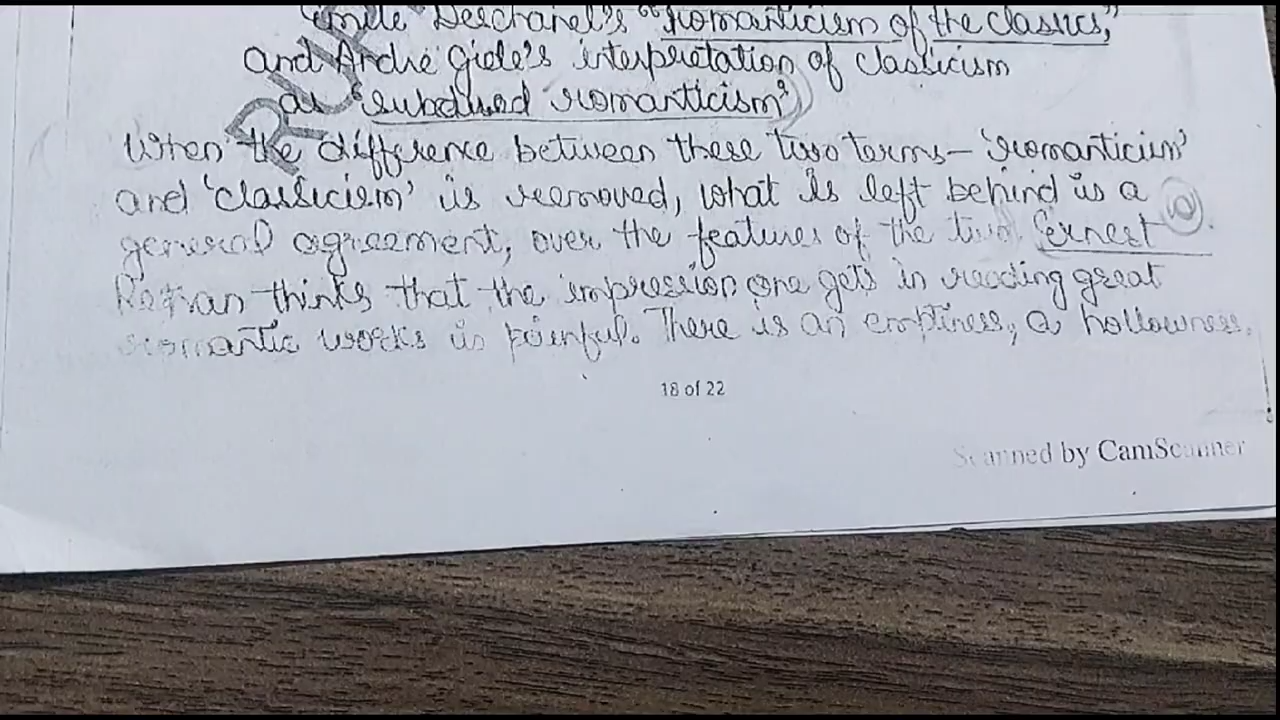 Emile Deschanel's "romanticism of the classics,"
and Andre Giele's interpretation of classicism
as 'subdued romanticism')
When the difference between these two terms– 'romanticism'
and 'classicism' is removed, what is left behind is a
general agreement, over the features of the two. Ernest
Renan thinks that the impression one gets in reading great
romantic works is painful. There is an emptiness, a hollowness,
18 of 22
Scanned by CamScanner